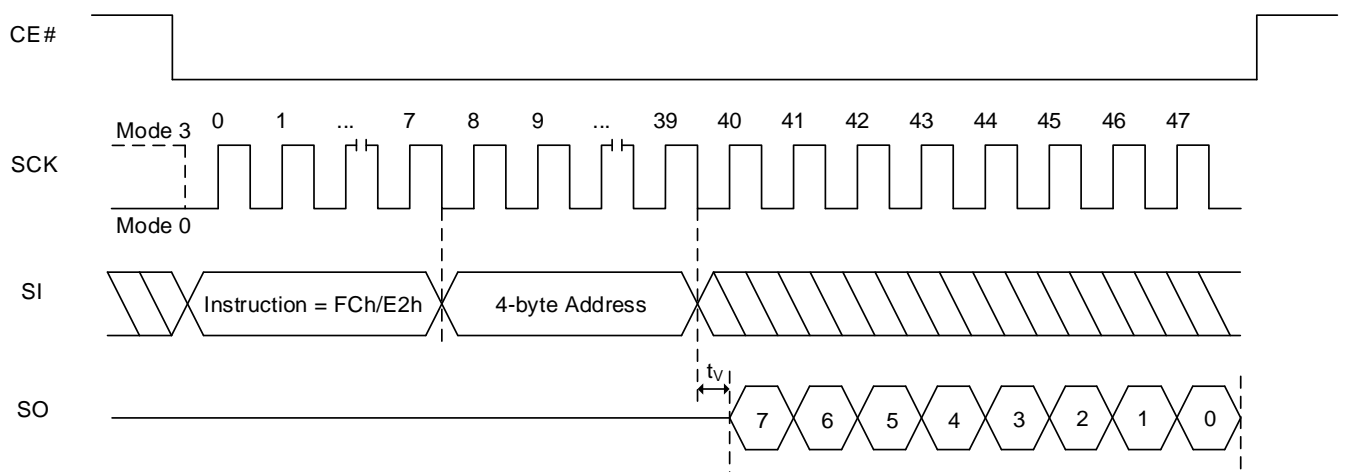 CE#
Mode 3 0 1 ... 7 8 9 ... 39 40 41 42 43 44 45 46 47
SCK
Mode 0
SI Instruction = FCh/E2h 4-byte Address
tV
SO 7 6 5 4 3 2 1 0